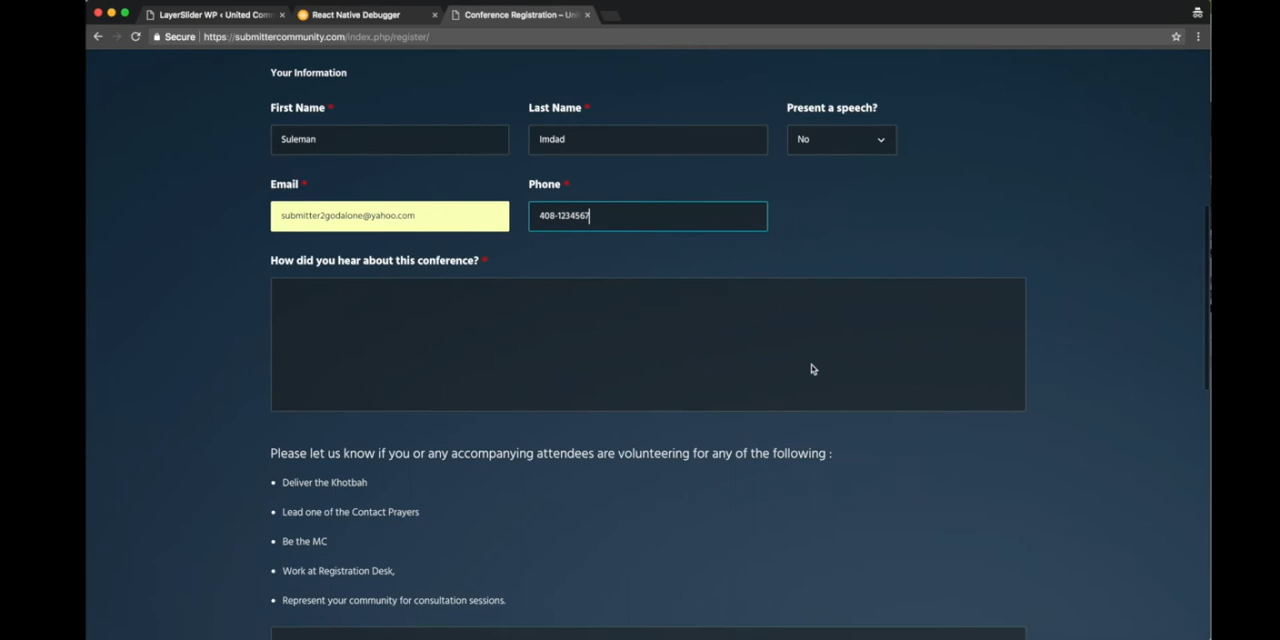 LayerSlider WP ‹ United Com
React Native Debugger
Conference Registration – Uni
Secure | https://submittercommunity.com/index.php/register/
Your Information
First Name *
Last Name *
Present a speech?
Suleman
Imdad
No
Email *
Phone *
submitter2godalone@yahoo.com
408-1234567
How did you hear about this conference? *
Please let us know if you or any accompanying attendees are volunteering for any of the following :
• Deliver the Khotbah
• Lead one of the Contact Prayers
• Be the MC
• Work at Registration Desk,
• Represent your community for consultation sessions.